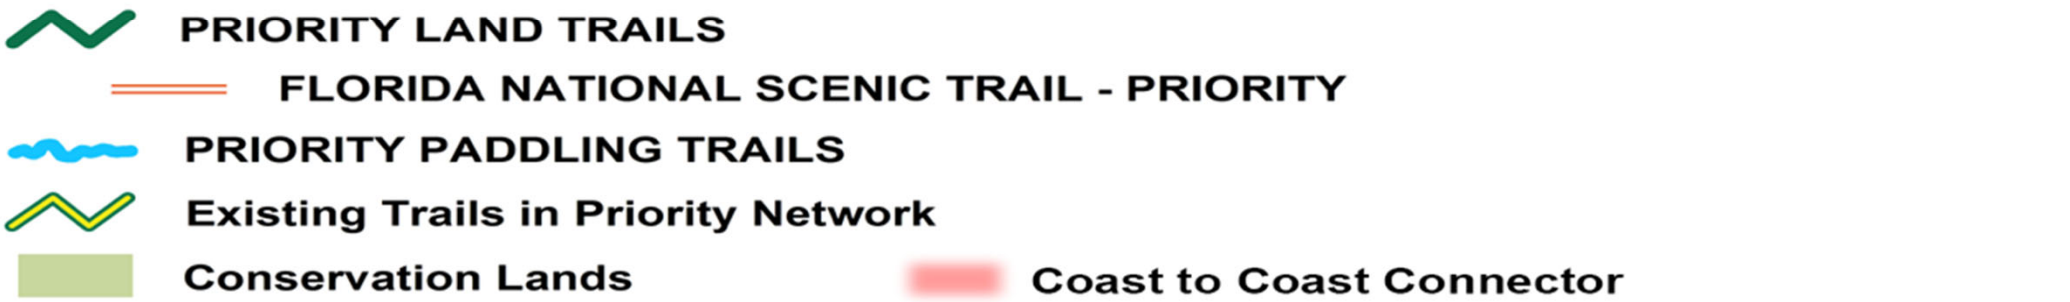 PRIORITY LAND TRAILS
FLORIDA NATIONAL SCENIC TRAIL - PRIORITY
PRIORITY PADDLING TRAILS
Existing Trails in Priority Network
Conservation Lands
Coast to Coast Connector